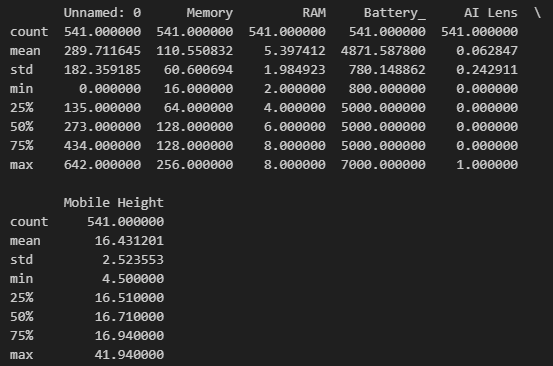 Unnamed: 0 Memory RAM Battery_ AI Lens \
count 541.000000 541.000000 541.000000 541.000000 541.000000
mean 289.711645 110.550832 5.397412 4871.587800 0.062847
std 182.359185 60.600694 1.984923 780.148862 0.242911
min 0.000000 16.000000 2.000000 800.000000 0.000000
25% 135.000000 64.000000 4.000000 5000.000000 0.000000
50% 273.000000 128.000000 6.000000 5000.000000 0.000000
75% 434.000000 128.000000 8.000000 5000.000000 0.000000
max 642.000000 256.000000 8.000000 7000.000000 1.000000
Mobile Height
count 541.000000
mean 16.431201
std 2.523553
min 4.500000
25% 16.510000
50% 16.710000
75% 16.940000
max 41.940000